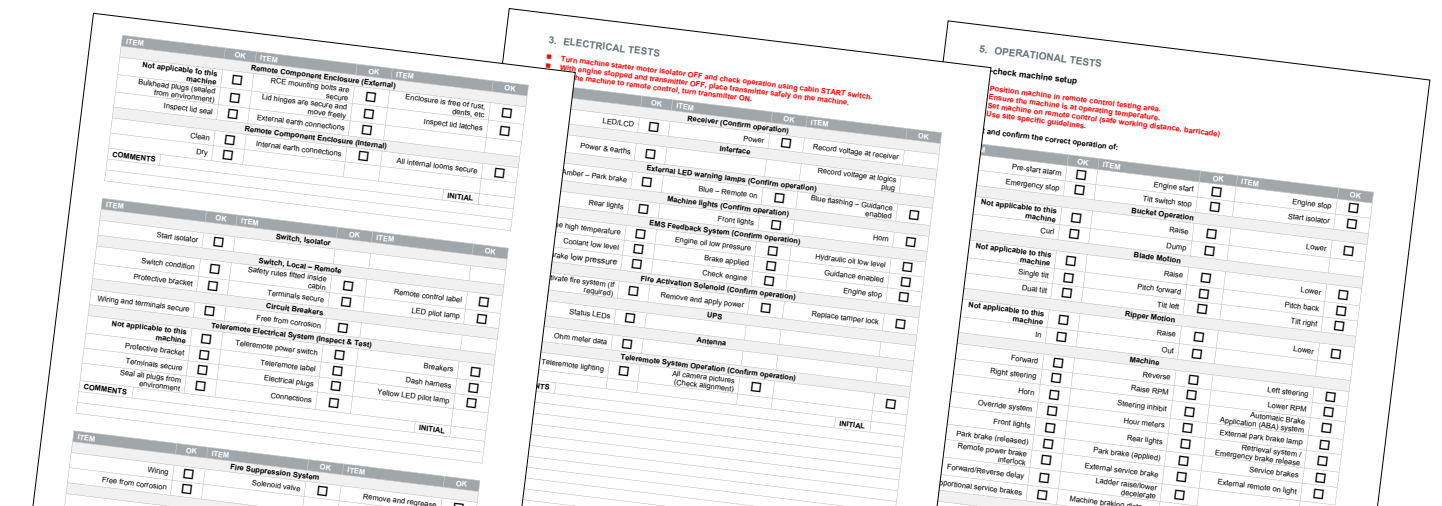 ITEM OK ITEM OK ITEM OK
Remote Component Enclosure (External)
Not applicable to this
machine
RCE mounting bolts are
secure
Enclosure is free of rust,
dents, etc
Bulkhead plugs (sealed
from environment)
Lid hinges are secure and
move freely
Inspect lid latches
Inspect lid seal
External earth connections
Remote Component Enclosure (Internal)
Clean
Internal earth connections
All internal looms secure
Dry
COMMENTS
INITIAL
ITEM OK ITEM OK ITEM OK
Switch, Isolator
Start isolator
Switch, Local – Remote
Switch condition
Safety rules fitted inside
cabin
Remote control label
Protective bracket
Terminals secure
LED pilot lamp
Circuit Breakers
Wiring and terminals secure
Free from corrosion
Teleremote Electrical System (Inspect & Test)
Not applicable to this
machine
Teleremote power switch
Breakers
Protective bracket
Teleremote label
Dash harness
Terminals secure
Electrical plugs
Yellow LED pilot lamp
Seal all plugs from
environment
Connections
COMMENTS
INITIAL
ITEM OK ITEM OK ITEM OK
Fire Suppression System
Wiring
Solenoid valve
Remove and regrease
Free from corrosion
3. ELECTRICAL TESTS
Turn machine starter motor isolator OFF and check operation using cabin START switch.
With engine stopped and transmitter OFF, place transmitter safely on the machine.
the machine to remote control, turn transmitter ON.
OK ITEM OK ITEM OK
Receiver (Confirm operation)
LED/LCD
Power
Record voltage at receiver
Interface
Power & earths
Record voltage at logics
plug
External LED warning lamps (Confirm operation)
Amber – Park brake
Blue – Remote on
Blue flashing – Guidance
enabled
Machine lights (Confirm operation)
Rear lights
Front lights
Horn
EMS Feedback System (Confirm operation)
high temperature
Engine oil low pressure
Hydraulic oil low level
Coolant low level
Brake applied
Guidance enabled
low pressure
Check engine
Engine stop
Fire Activation Solenoid (Confirm operation)
fire system (If
required)
Remove and apply power
Replace tamper lock
UPS
Status LEDs
Antenna
Ohm meter data
Teleremote System Operation (Confirm operation)
Teleremote lighting
All camera pictures
(Check alignment)
NTS
INITIAL
5. OPERATIONAL TESTS
-check machine setup
Position machine in remote control testing area.
Ensure the machine is at operating temperature.
Set machine on remote control (safe working distance, barricade)
Use site specific guidelines.
and confirm the correct operation of:
OK ITEM OK ITEM OK
Pre-start alarm
Engine start
Engine stop
Emergency stop
Tilt switch stop
Start isolator
Bucket Operation
Not applicable to this
machine
Raise
Lower
Curl
Dump
Blade Motion
Not applicable to this
machine
Raise
Lower
Single tilt
Pitch forward
Pitch back
Dual tilt
Tilt left
Tilt right
Ripper Motion
Not applicable to this
machine
Raise
Lower
In
Out
Machine
Forward
Reverse
Left steering
Right steering
Raise RPM
Lower RPM
Horn
Steering inhibit
Automatic Brake
Application (ABA) system
Override system
Hour meters
External park brake lamp
Front lights
Rear lights
Retrieval system /
Emergency brake release
Park brake (released)
Park brake (applied)
Service brakes
Remote power brake
interlock
External service brake
External remote on light
Forward/Reverse delay
Ladder raise/lower
decelerate
oportional service brakes
Machine braking